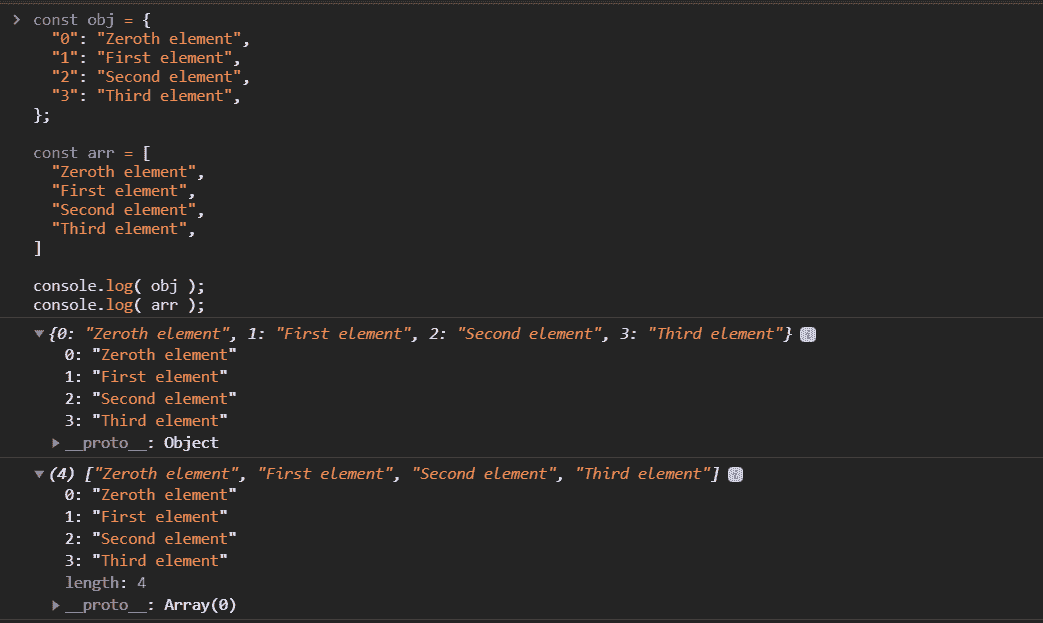 > const obj = {
"0": "Zeroth element",
"1": "First element",
"2": "Second element",
"3": "Third element",
};
const arr = [
"Zeroth element",
"First element",
"Second element",
"Third element",
]
console.log( obj );
console.log( arr );
{0: "Zeroth element", 1: "First element", 2: "Second element", 3: "Third element"}
0: "Zeroth element"
1: "First element"
2: "Second element"
3: "Third element"
__proto__: Object
(4) ["Zeroth element", "First element", "Second element", "Third element"]
0: "Zeroth element"
1: "First element"
2: "Second element"
3: "Third element"
length: 4
__proto__: Array(0)